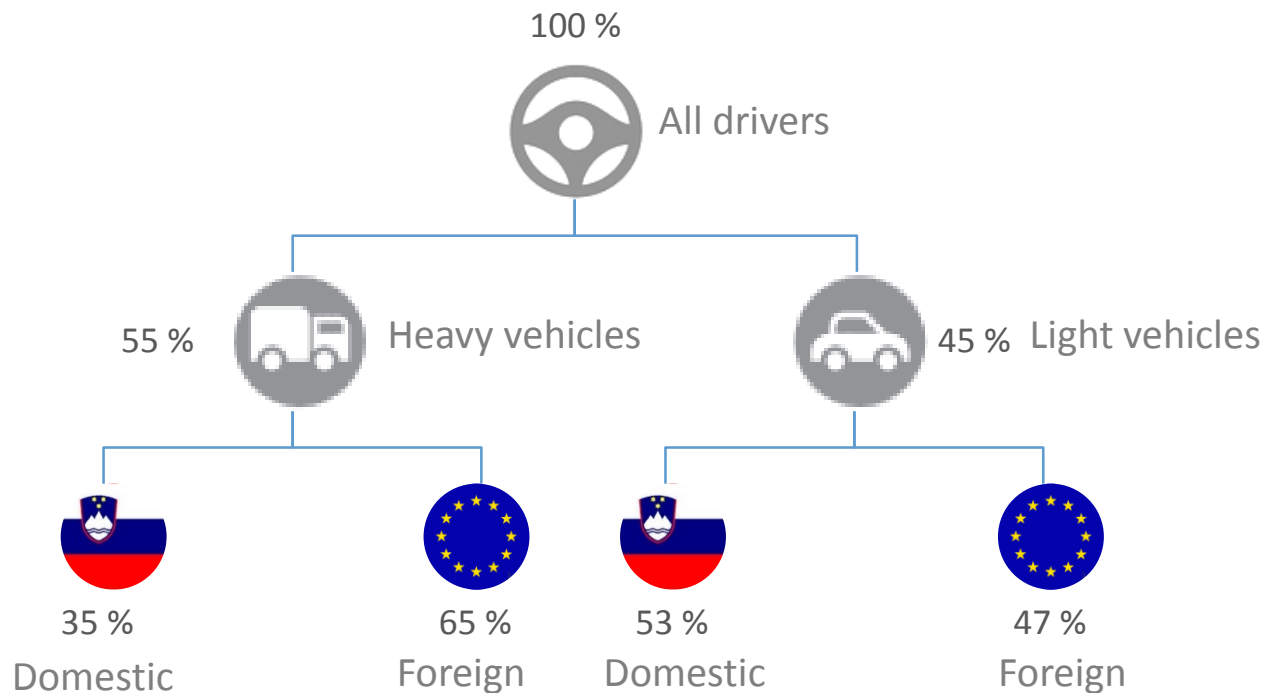 100 %
All drivers
55 %
Heavy vehicles
45 %
Light vehicles
35 %
65 %
53 %
47 %
Domestic
Foreign
Domestic
Foreign